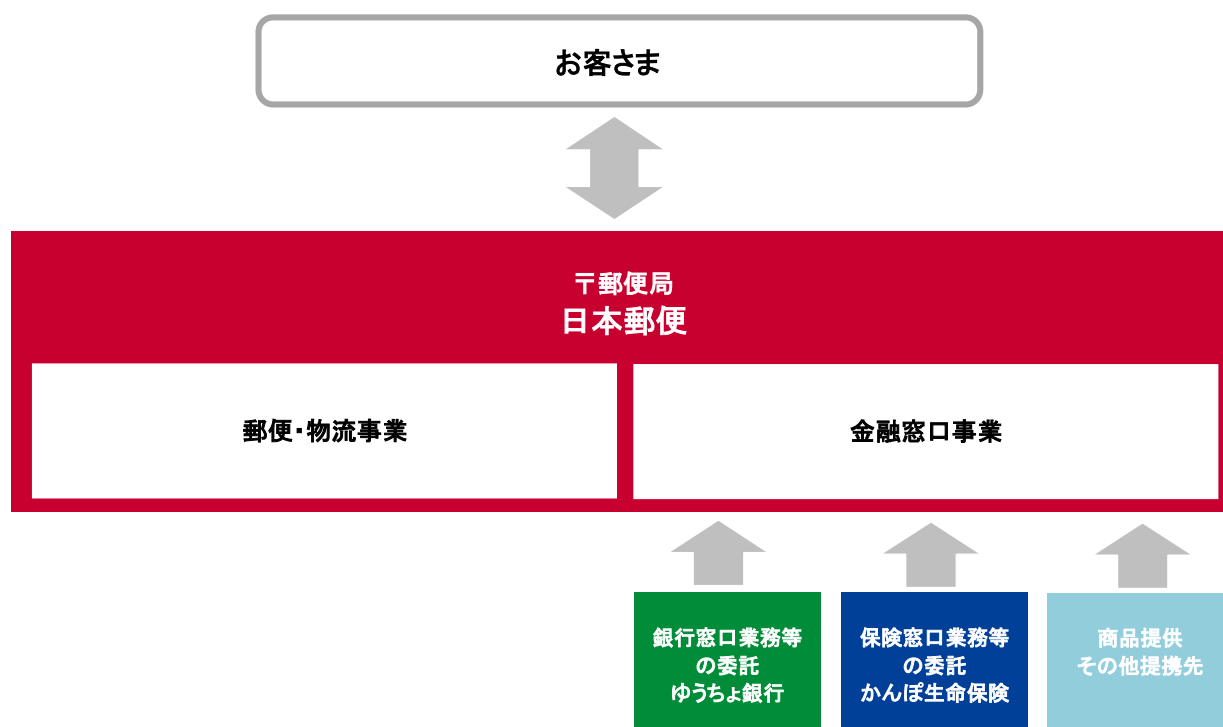 お客さま
〒郵便局
日本郵便
郵便・物流事業
金融窓口事業
銀行窓口業務等
の委託
ゆうちょ銀行
保険窓口業務等
の委託
かんぽ生命保険
商品提供
その他提携先